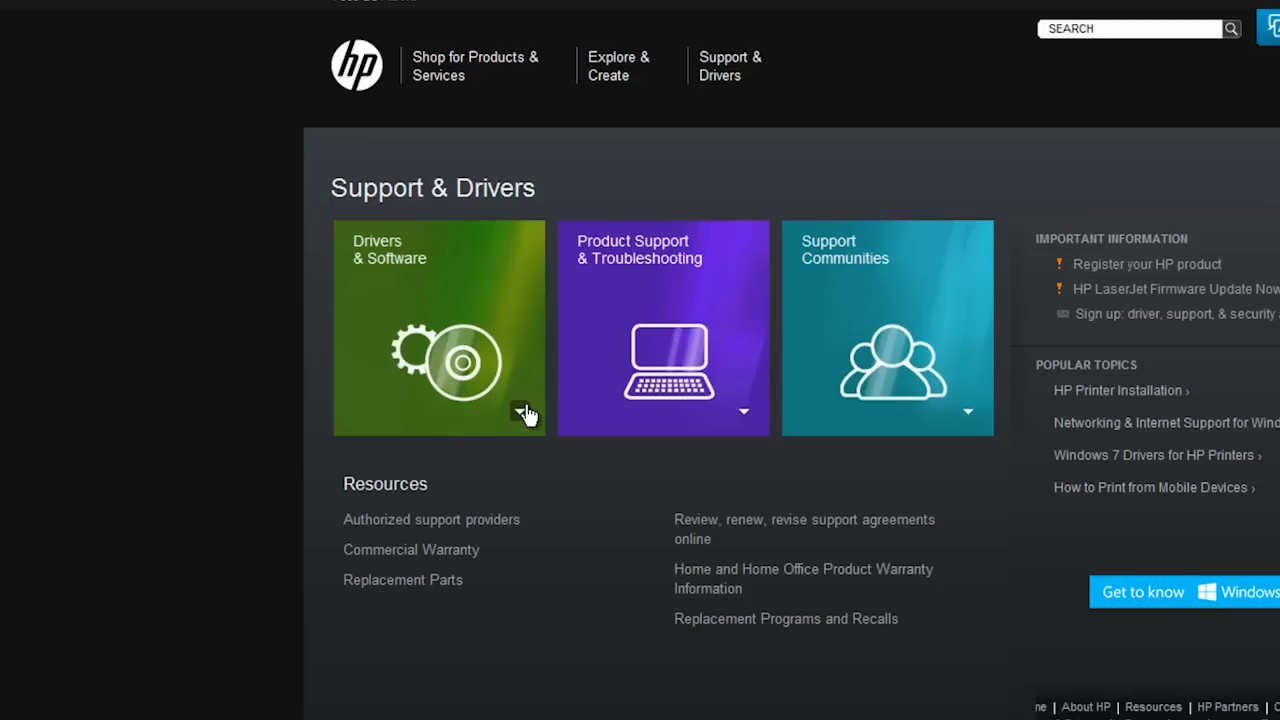 SEARCH
hp
Shop for Products &
Services
Explore &
Create
Support &
Drivers
Support & Drivers
Drivers
& Software
Product Support
& Troubleshooting
Support
Communities
IMPORTANT INFORMATION
! Register your HP product
! HP LaserJet Firmware Update Now
Sign up: driver, support, & security
POPULAR TOPICS
HP Printer Installation ›
Networking & Internet Support for
Windows 7 Drivers for HP Printers ›
How to Print from Mobile Devices ›
Resources
Authorized support providers
Commercial Warranty
Replacement Parts
Review, renew, revise support agreements
online
Home and Home Office Product Warranty
Information
Replacement Programs and Recalls
Get to know Windows
| About HP | Resources | HP Partners |